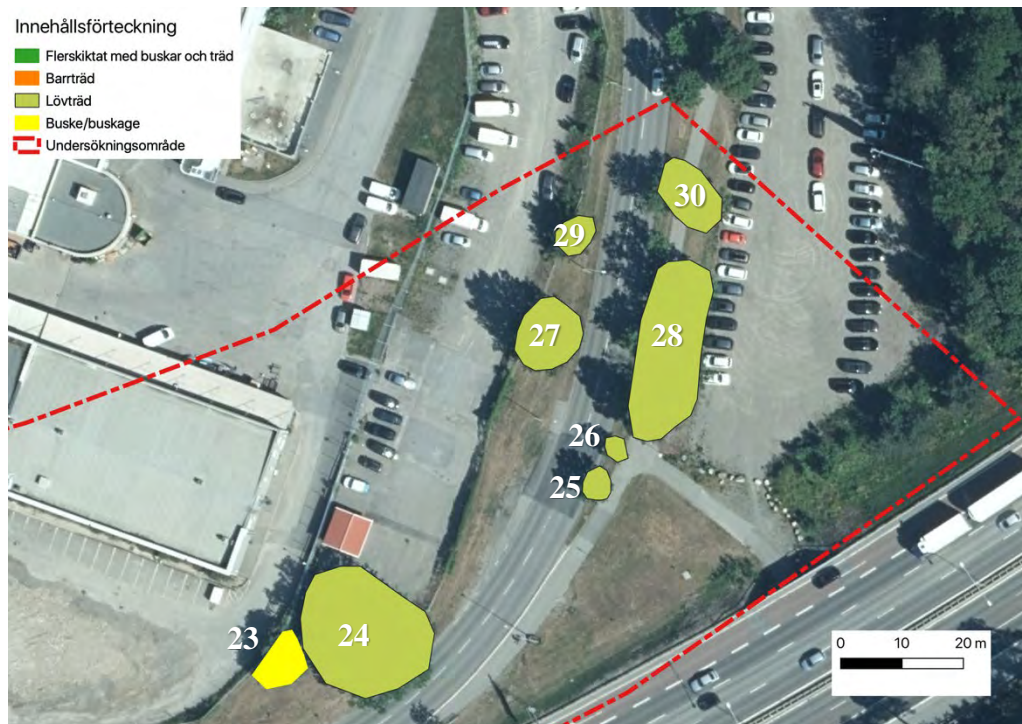 Innehållsförteckning
Flerskiktat med buskar och träd
Barrträd
Lövträd
Buske/buskage
Undersökningsområde
30
29
27
28
26
25
23
24
0 10 20 m